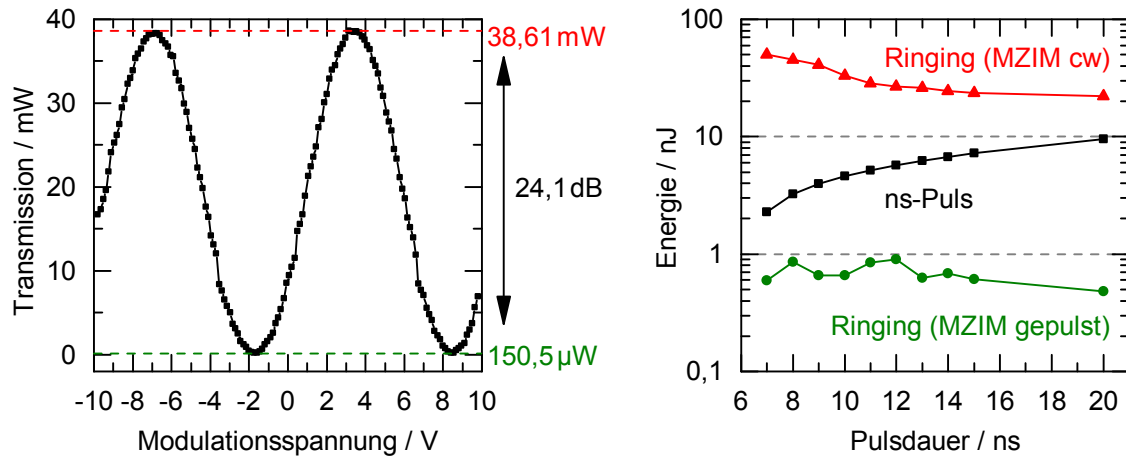 Transmission / mW
40
30
20
10
0
-10 -8 -6 -4 -2 0 2 4 6 8 10
Modulationsspannung / V
38,61 mW
24,1 dB
150,5 µW
Energie / nJ
100
10
1
0,1
6 8 10 12 14 16 18 20
Pulsdauer / ns
Ringing (MZIM cw)
ns-Puls
Ringing (MZIM gepulst)